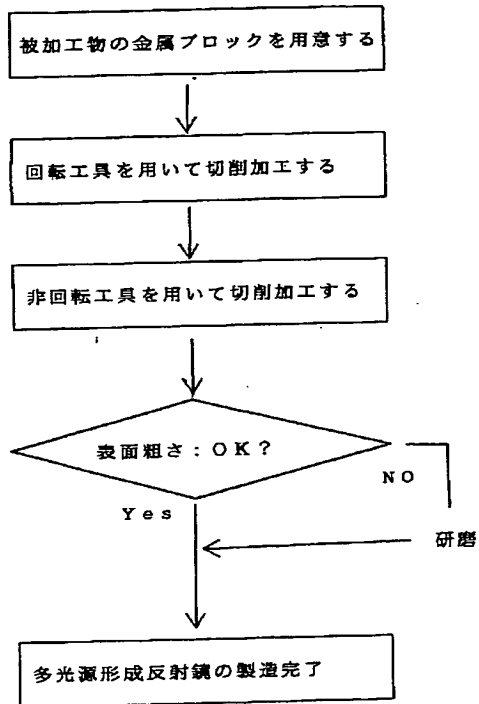 被加工物の金属ブロックを用意する
回転工具を用いて切削加工する
非回転工具を用いて切削加工する
表面粗さ：OK？
NO
Yes
研磨
多光源形成反射鏡の製造完了